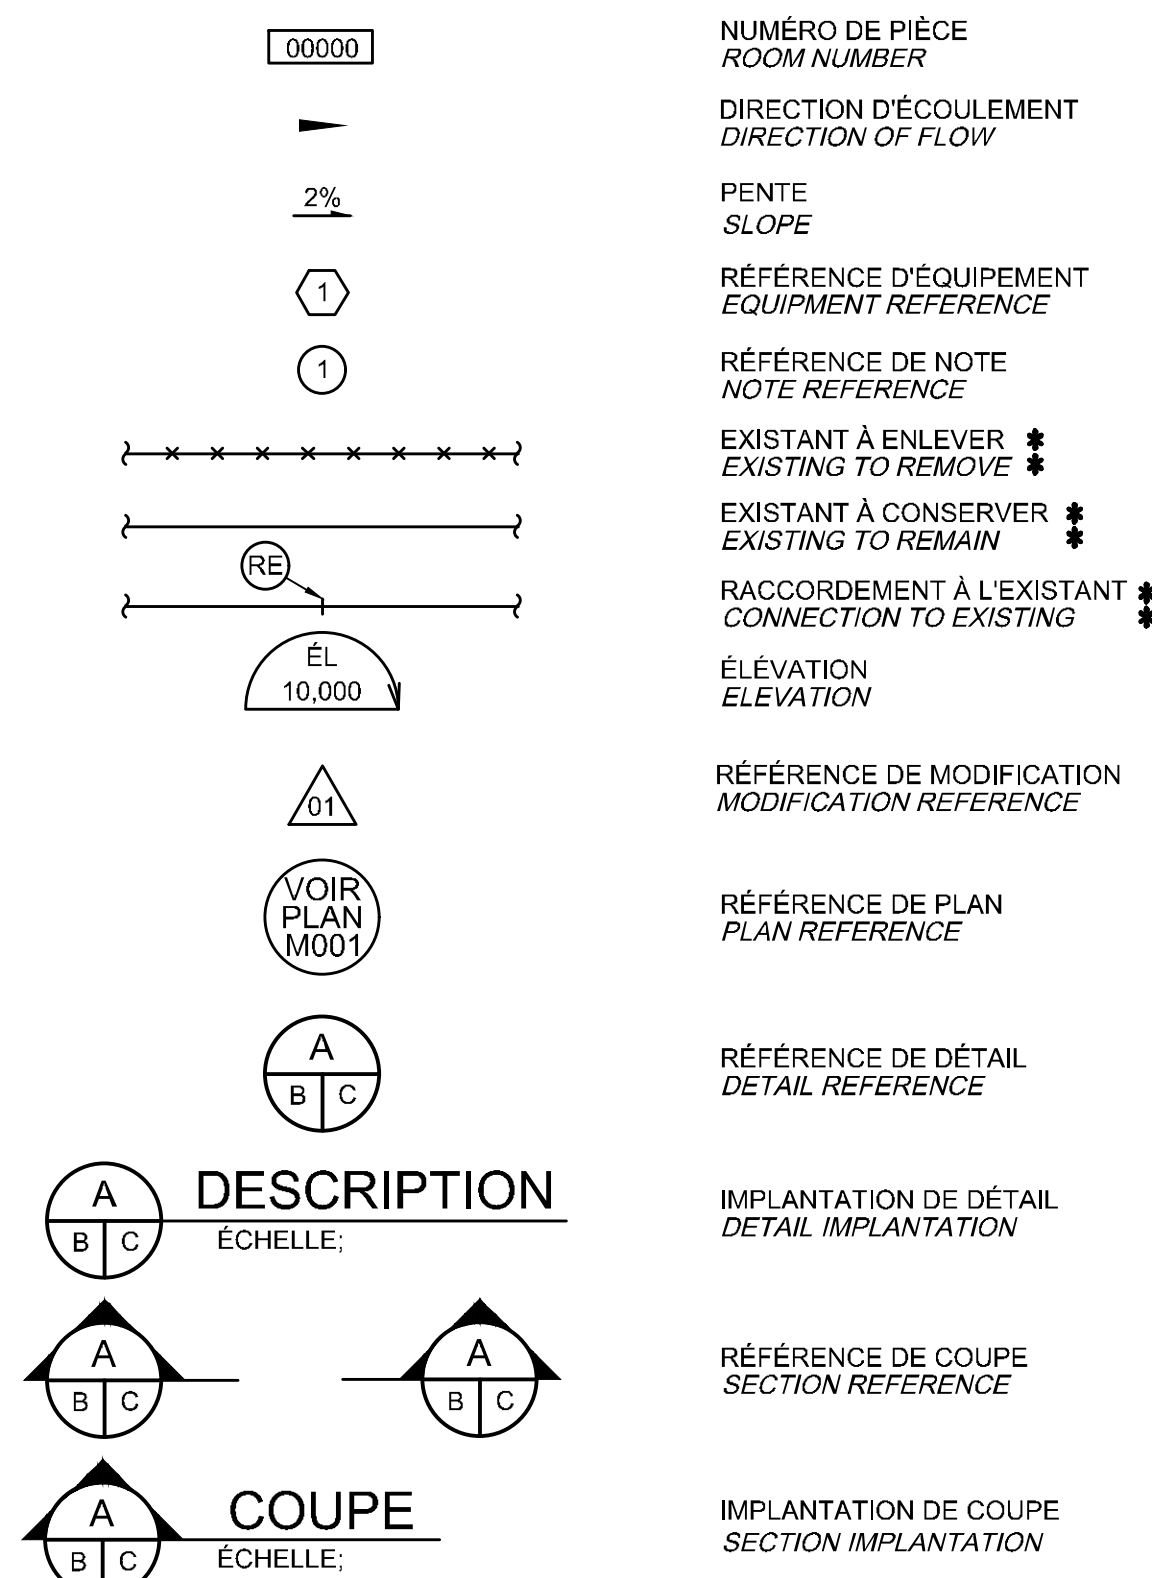 00000
NUMÉRO DE PIÈCE
ROOM NUMBER
DIRECTION D'ÉCOULEMENT
DIRECTION OF FLOW
2%
PENTE
SLOPE
1
RÉFÉRENCE D'ÉQUIPEMENT
EQUIPMENT REFERENCE
1
RÉFÉRENCE DE NOTE
NOTE REFERENCE
EXISTANT À ENLEVER *
EXISTING TO REMOVE *
EXISTANT À CONSERVER *
EXISTING TO REMAIN *
RE
RACCORDEMENT À L'EXISTANT *
CONNECTION TO EXISTING *
ÉL
10,000
ÉLÉVATION
ELEVATION
01
RÉFÉRENCE DE MODIFICATION
MODIFICATION REFERENCE
VOIR
PLAN
M001
RÉFÉRENCE DE PLAN
PLAN REFERENCE
A
B C
RÉFÉRENCE DE DÉTAIL
DETAIL REFERENCE
A
B C
DESCRIPTION
ÉCHELLE;
IMPLANTATION DE DÉTAIL
DETAIL IMPLANTATION
A
B C
A
B C
RÉFÉRENCE DE COUPE
SECTION REFERENCE
A
B C
COUPE
ÉCHELLE;
IMPLANTATION DE COUPE
SECTION IMPLANTATION